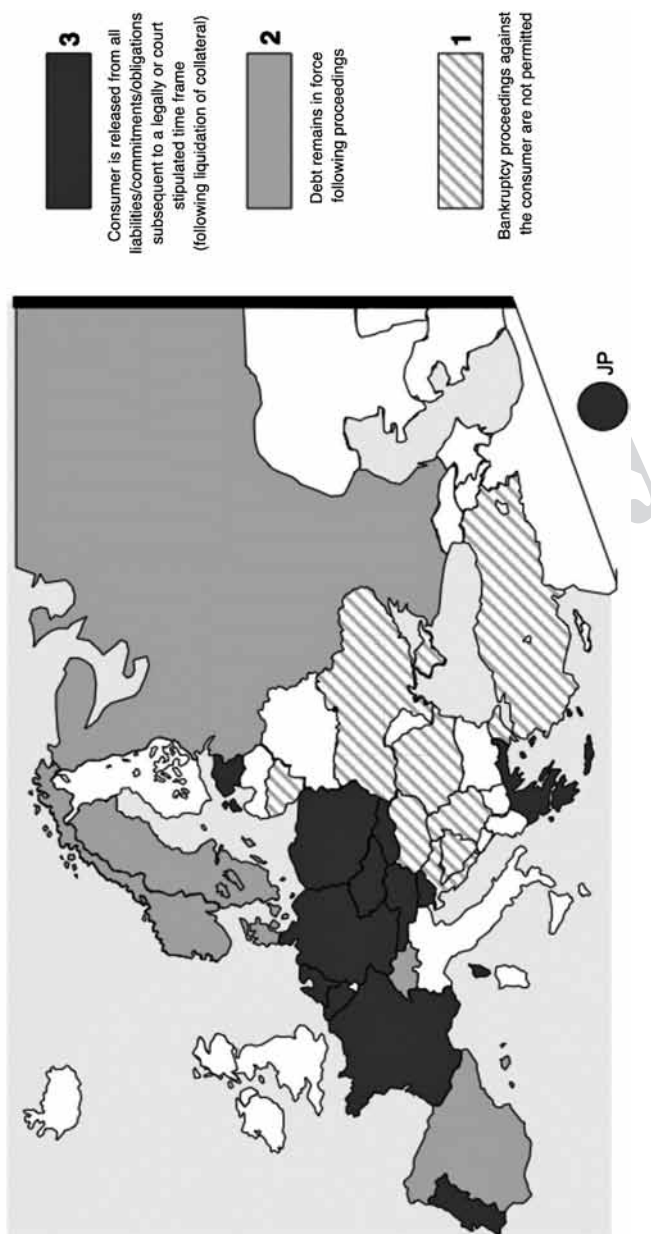 3
Consumer is released from all
liabilities/commitments/obligations
subsequent to a legally or court
stipulated time frame
(following liquidation of collateral)
2
Debt remains in force
following proceedings
1
Bankruptcy proceedings against
the consumer are not permitted
JP